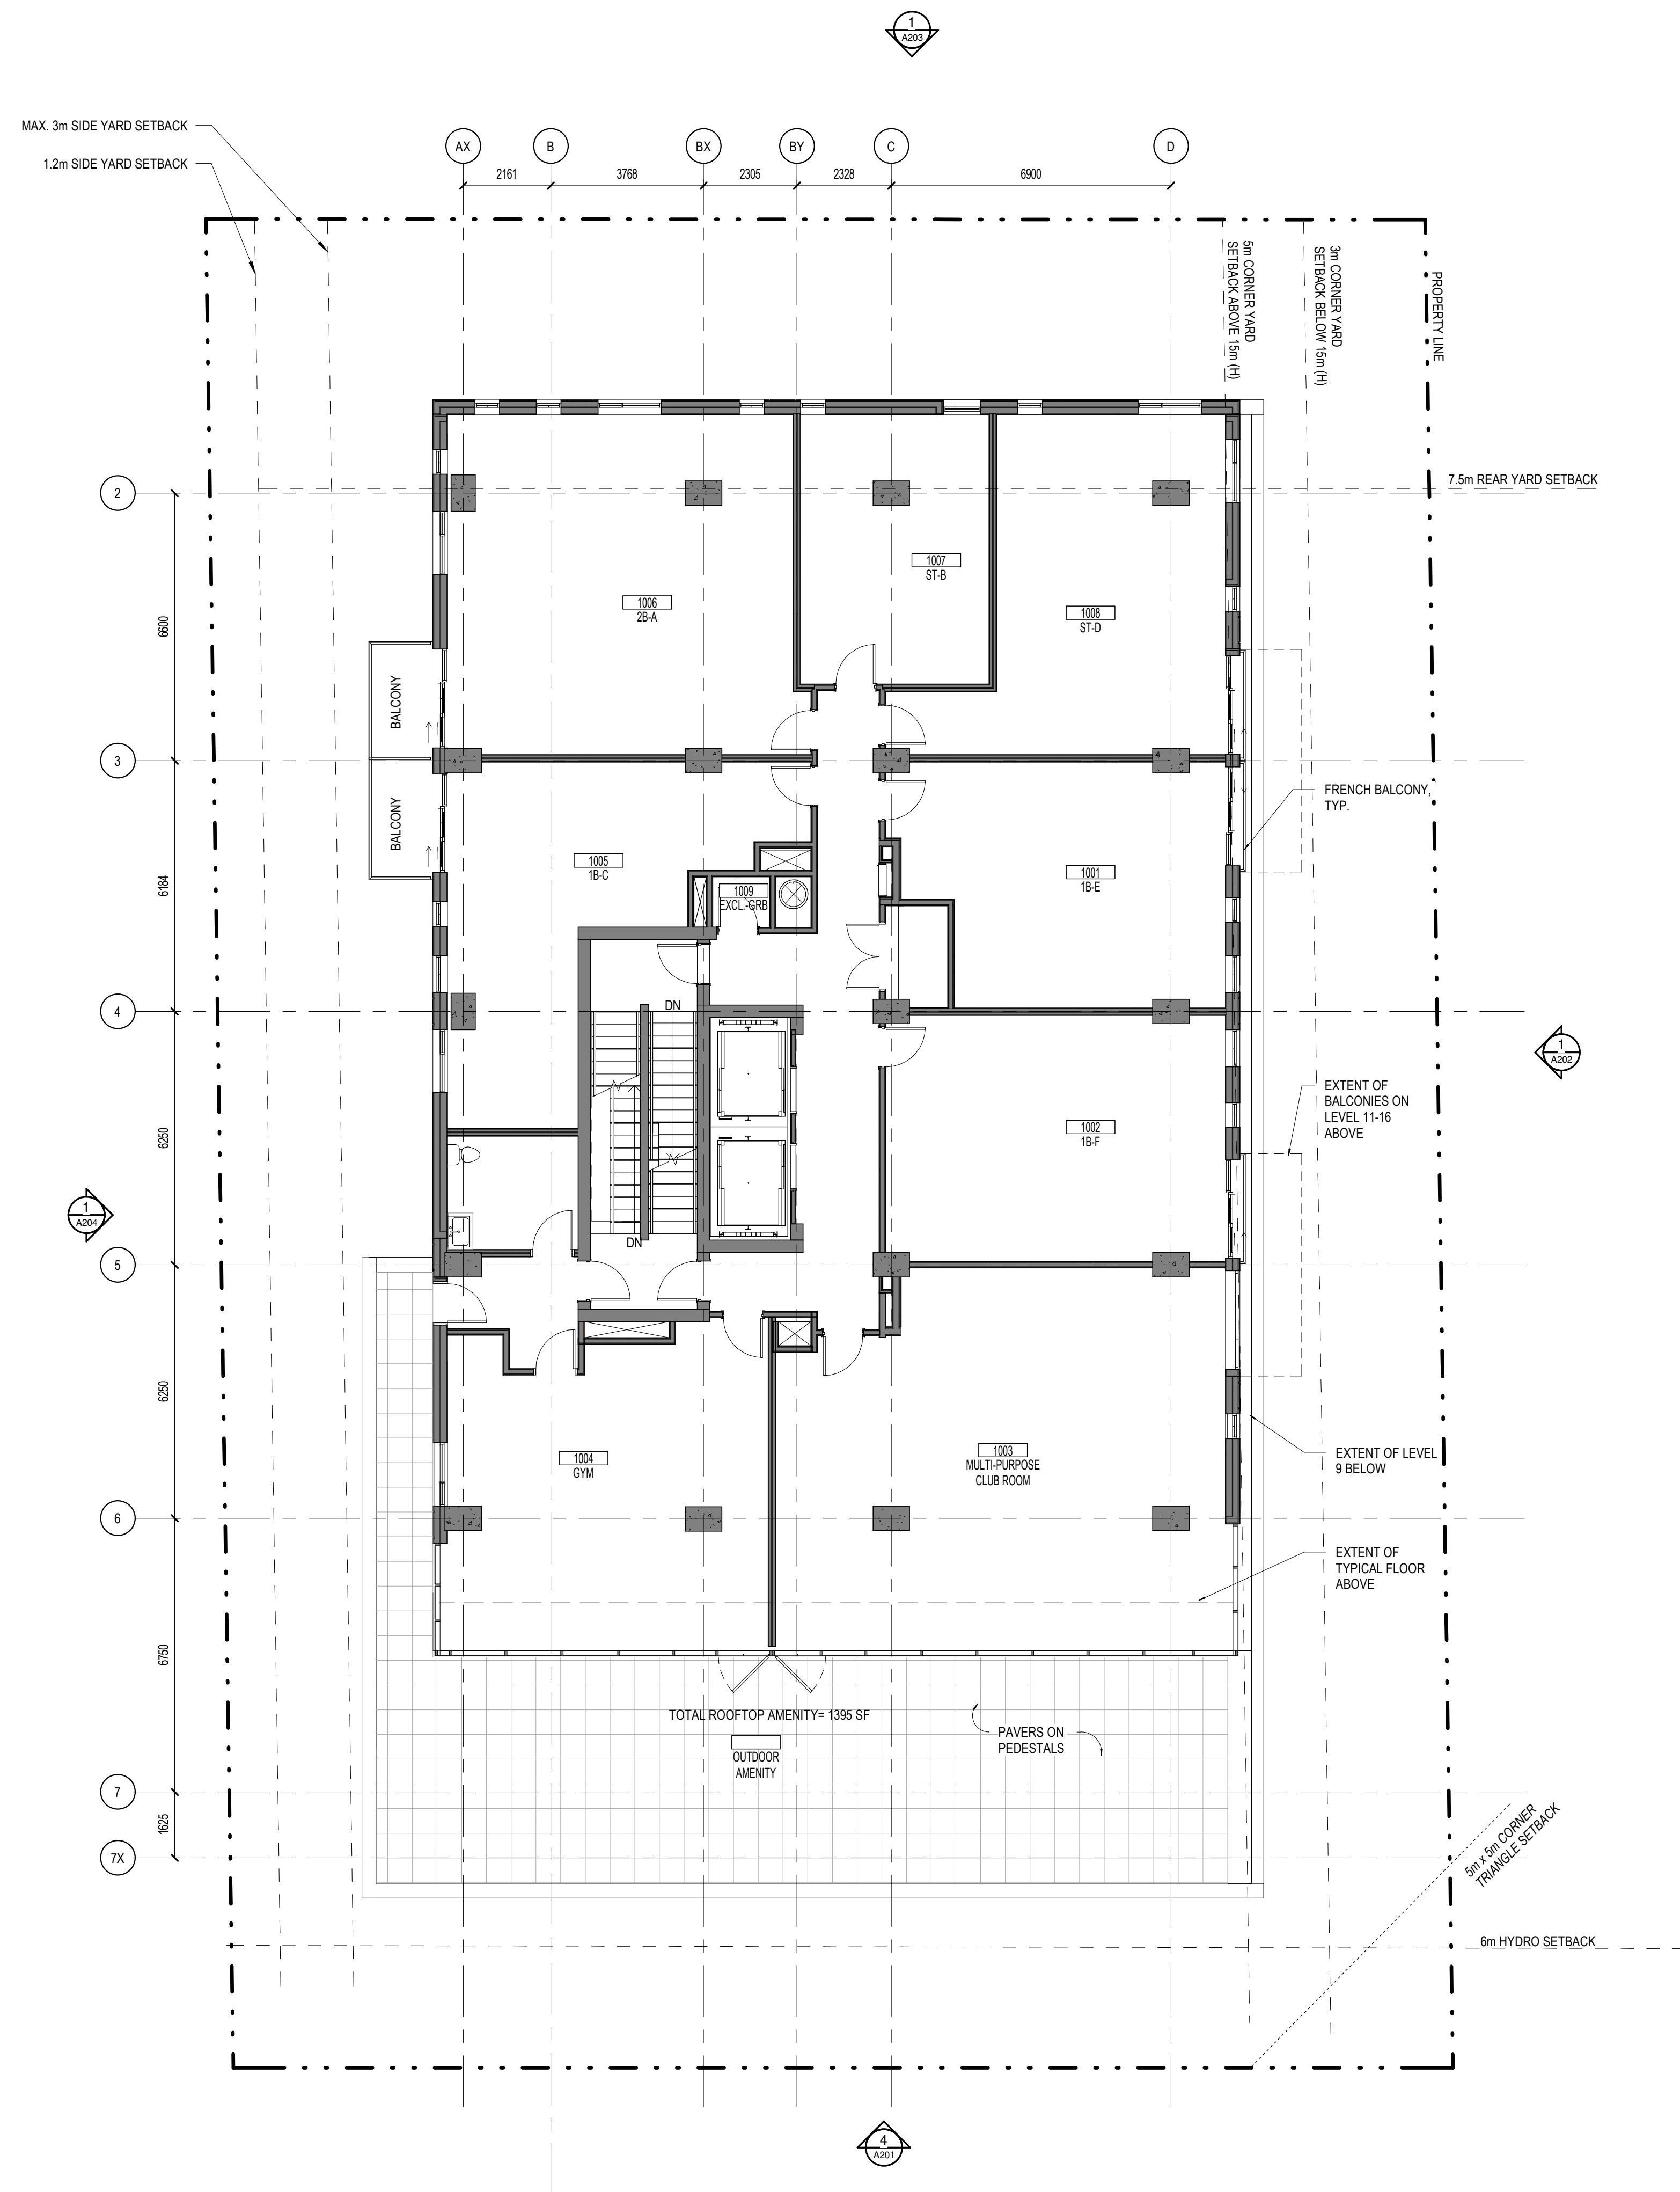 1
A203
MAX. 3m SIDE YARD SETBACK
1.2m SIDE YARD SETBACK
AX
B
BX
BY
C
D
2161
3768
2305
2328
6900
5m CORNER YARD
SETBACK ABOVE 15m (H)
3m CORNER YARD
SETBACK BELOW 15m (H)
PROPERTY LINE
2
7.5m REAR YARD SETBACK
1007
ST-B
1006
2B-A
1008
ST-D
6600
BALCONY
3
FRENCH BALCONY,
TYP.
BALCONY
1005
1B-C
1001
1B-E
6184
1009
EXCL.-GRB
DN
4
1
A202
EXTENT OF
BALCONIES ON
LEVEL 11-16
ABOVE
1002
1B-F
6250
1
A204
DN
5
6250
1004
GYM
1003
MULTI-PURPOSE
CLUB ROOM
EXTENT OF LEVEL
9 BELOW
6
EXTENT OF
TYPICAL FLOOR
ABOVE
6750
TOTAL ROOFTOP AMENITY= 1395 SF
PAVERS ON
PEDESTALS
OUTDOOR
AMENITY
7
1625
5m x 5m CORNER
TRIANGLE SETBACK
7X
6m HYDRO SETBACK
4
A201